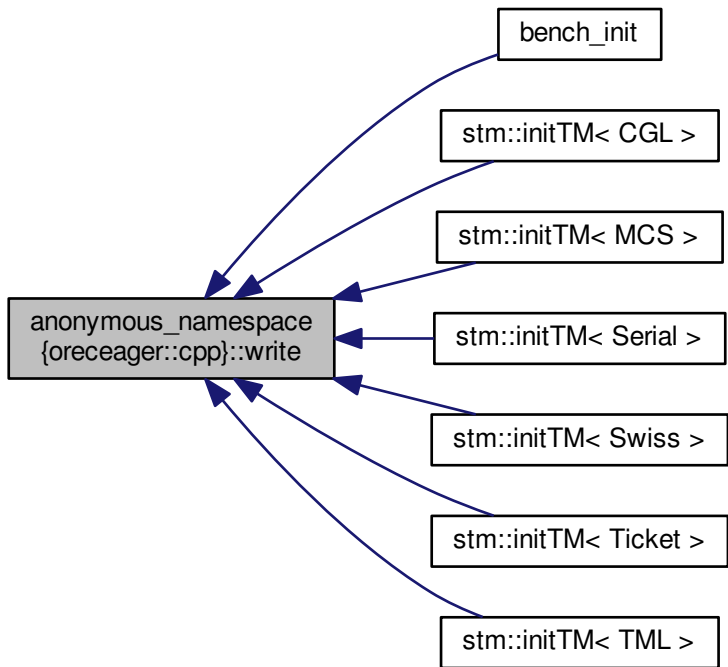 bench_init
stm::initTM< CGL >
stm::initTM< MCS >
anonymous_namespace
{oreceager::cpp}::write
stm::initTM< Serial >
stm::initTM< Swiss >
stm::initTM< Ticket >
stm::initTM< TML >